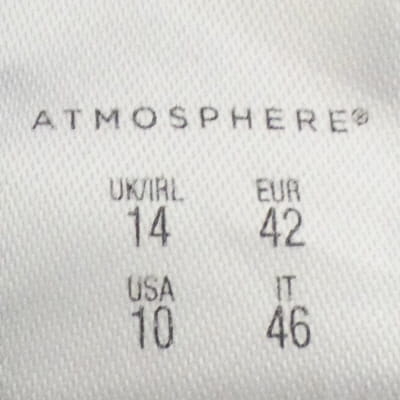 ATMOSPHERE®
UK/IRL EUR
14 42
USA IT
10 46